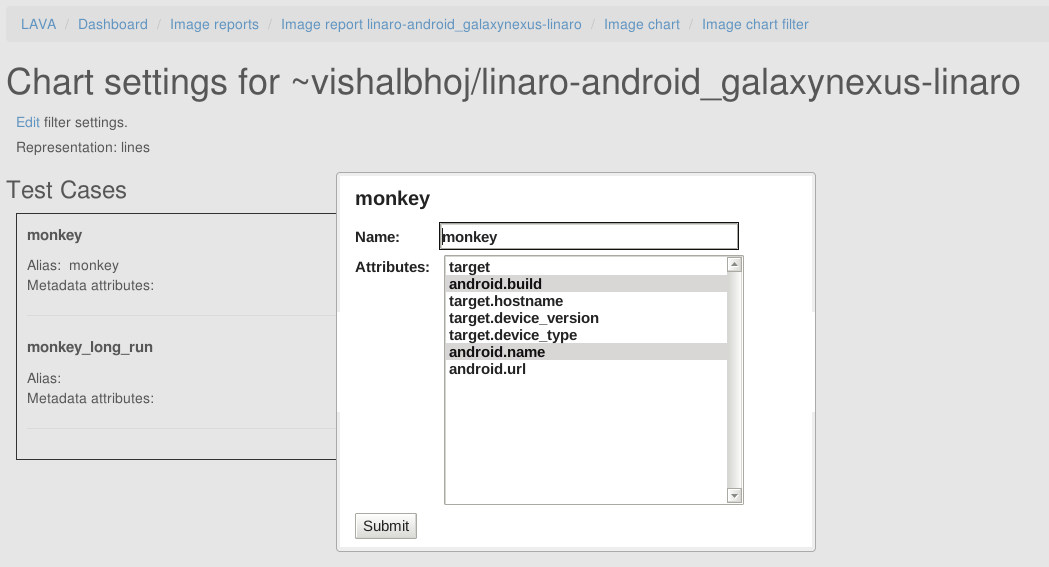 LAVA / Dashboard / Image reports / Image report linaro-android_galaxynexus-linaro / Image chart / Image chart filter
Chart settings for ~vishalbhoj/linaro-android_galaxynexus-linaro
Edit filter settings.
Representation: lines
Test Cases
monkey
Alias: monkey
Metadata attributes:
monkey_long_run
Alias:
Metadata attributes:
monkey
Name: monkey
Attributes: target
android.build
target.hostname
target.device_version
target.device_type
android.name
android.url
Submit